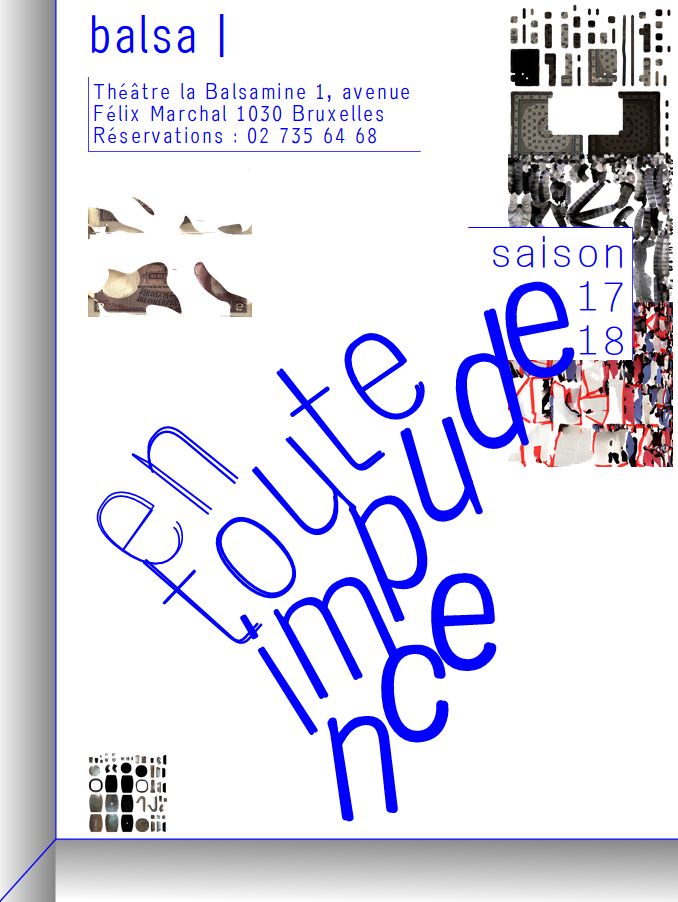 balsa |
Théâtre la Balsamine 1, avenue
Félix Marchal 1030 Bruxelles
Réservations : 02 735 64 68
saison
17
18
en
toute
impude
nce